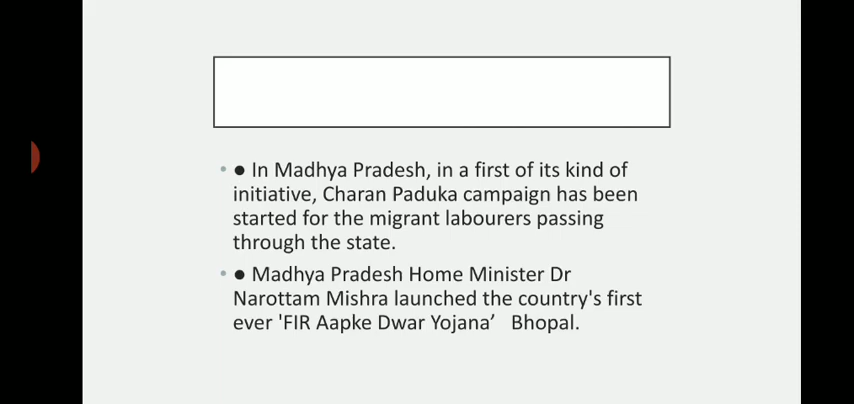 • ● In Madhya Pradesh, in a first of its kind of
initiative, Charan Paduka campaign has been
started for the migrant labourers passing
through the state.
• ● Madhya Pradesh Home Minister Dr
Narottam Mishra launched the country's first
ever 'FIR Aapke Dwar Yojana’   Bhopal.